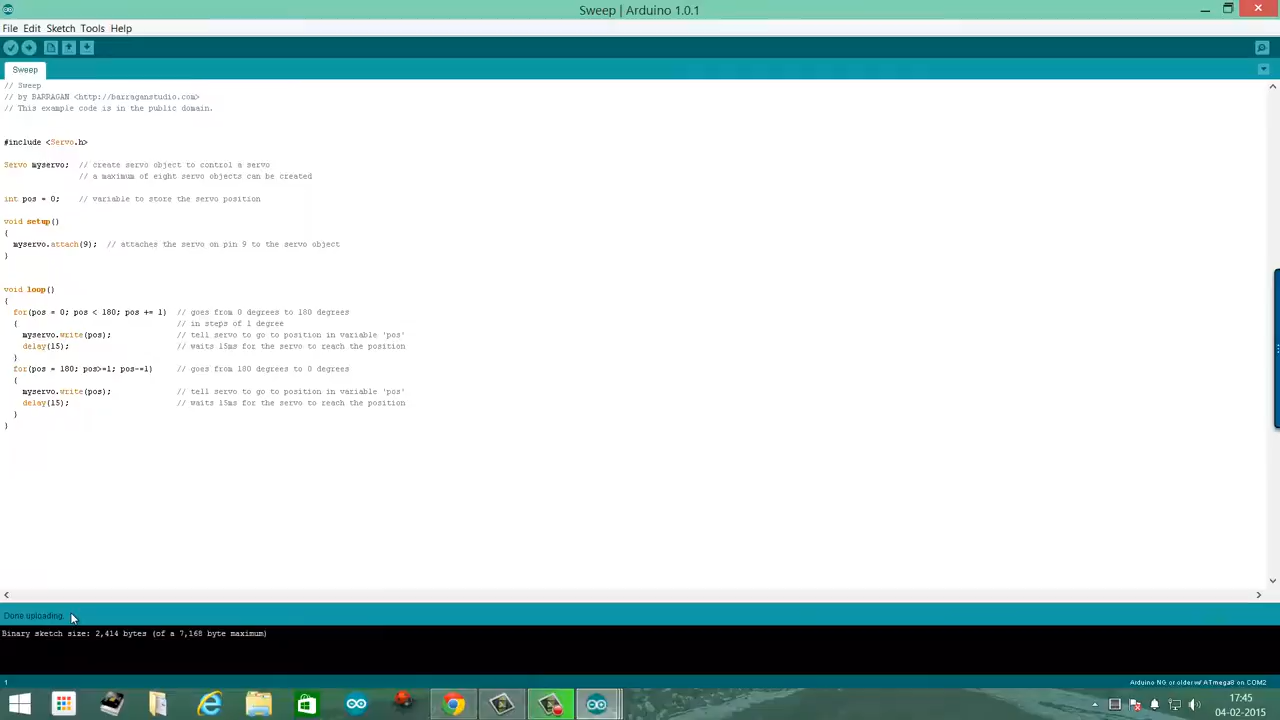 Sweep | Arduino 1.0.1
File Edit Sketch Tools Help
Sweep
// Sweep
// by BARRAGAN <http://barraganstudio.com>
// This example code is in the public domain.
#include <Servo.h>
Servo myservo;  // create servo object to control a servo
// a maximum of eight servo objects can be created
int pos = 0;    // variable to store the servo position
void setup()
{
myservo.attach(9);  // attaches the servo on pin 9 to the servo object
}
void loop()
{
for(pos = 0; pos < 180; pos += 1)  // goes from 0 degrees to 180 degrees
{                                  // in steps of 1 degree
myservo.write(pos);              // tell servo to go to position in variable 'pos'
delay(15);                       // waits 15ms for the servo to reach the position
}
for(pos = 180; pos>=1; pos-=1)     // goes from 180 degrees to 0 degrees
{
myservo.write(pos);              // tell servo to go to position in variable 'pos'
delay(15);                       // waits 15ms for the servo to reach the position
}
}
Done uploading.
Binary sketch size: 2,414 bytes (of a 7,168 byte maximum)
1
Arduino NG or older w/ ATmega8 on COM2
17:45
04-02-2015